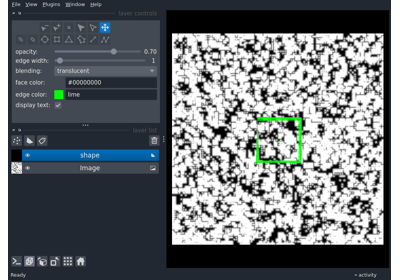 File View Plugins Window Help
layer controls
opacity: 0.70
edge width: 1
blending: translucent
face color: #00000000
edge color: lime
display text:
layer list
shape
Image
Ready
activity